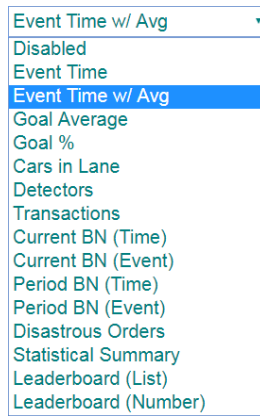 Event Time w/ Avg
Disabled
Event Time
Event Time w/ Avg
Goal Average
Goal %
Cars in Lane
Detectors
Transactions
Current BN (Time)
Current BN (Event)
Period BN (Time)
Period BN (Event)
Disastrous Orders
Statistical Summary
Leaderboard (List)
Leaderboard (Number)